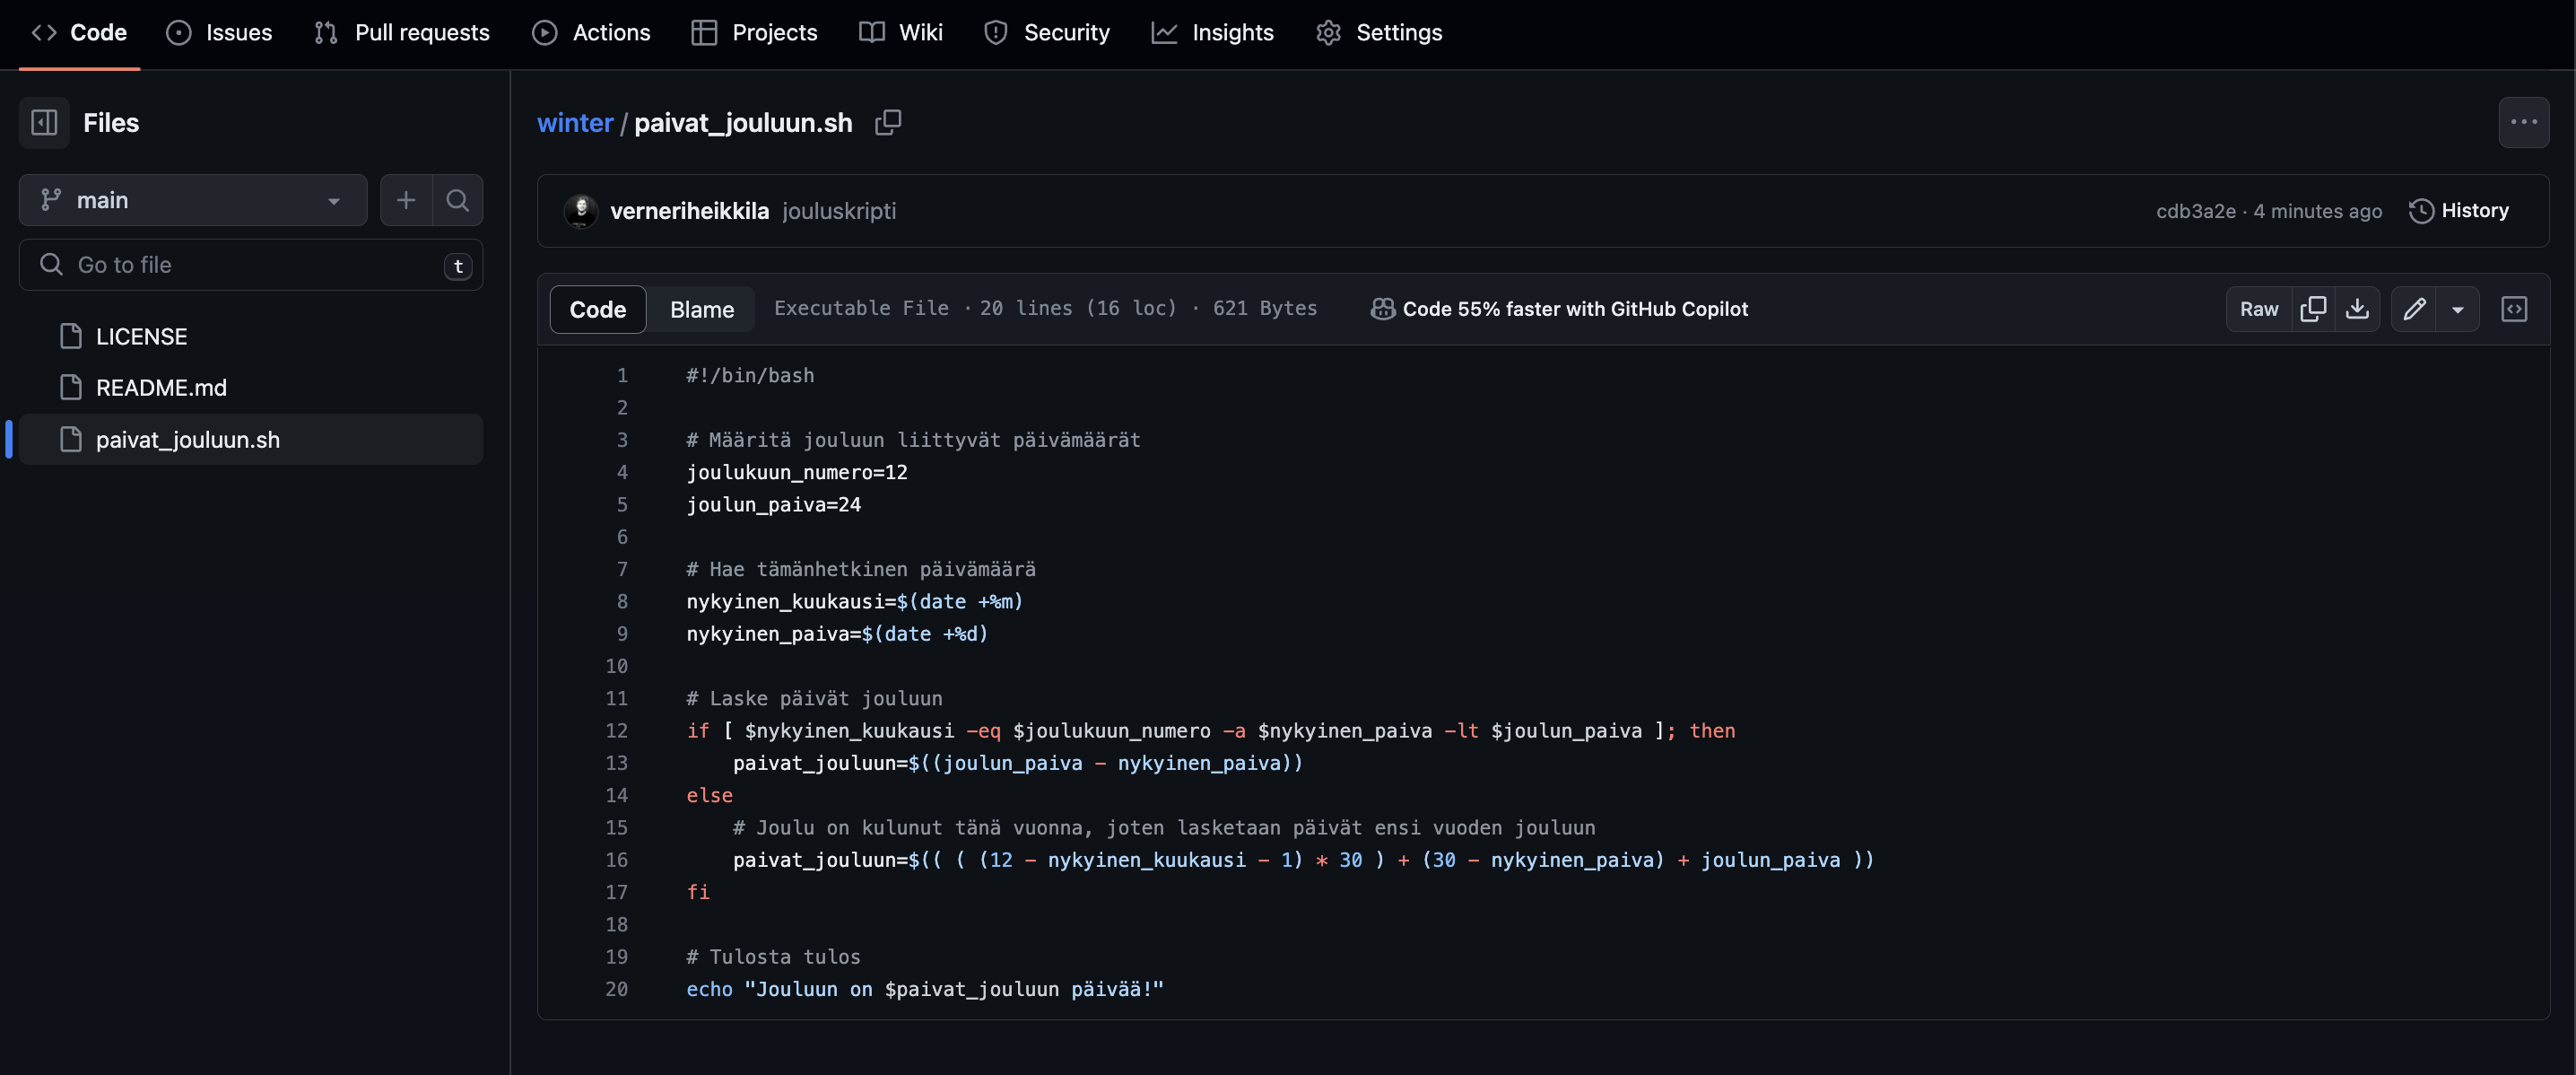 Code Issues Pull requests Actions Projects Wiki Security Insights Settings
Files
main
Go to file t
LICENSE
README.md
paivat_jouluun.sh
winter / paivat_jouluun.sh
verneriheikkila jouluskripti cdb3a2e · 4 minutes ago History
Code Blame Executable File · 20 lines (16 loc) · 621 Bytes Code 55% faster with GitHub Copilot Raw
1 #!/bin/bash
2
3 # Määritä jouluun liittyvät päivämäärät
4 joulukuun_numero=12
5 joulun_paiva=24
6
7 # Hae tämänhetkinen päivämäärä
8 nykyinen_kuukausi=$(date +%m)
9 nykyinen_paiva=$(date +%d)
10
11 # Laske päivät jouluun
12 if [ $nykyinen_kuukausi -eq $joulukuun_numero -a $nykyinen_paiva -lt $joulun_paiva ]; then
13     paivat_jouluun=$((joulun_paiva - nykyinen_paiva))
14 else
15     # Joulu on kulunut tänä vuonna, joten lasketaan päivät ensi vuoden jouluun
16     paivat_jouluun=$(( ( (12 - nykyinen_kuukausi - 1) * 30 ) + (30 - nykyinen_paiva) + joulun_paiva ))
17 fi
18
19 # Tulosta tulos
20 echo "Jouluun on $paivat_jouluun päivää!"